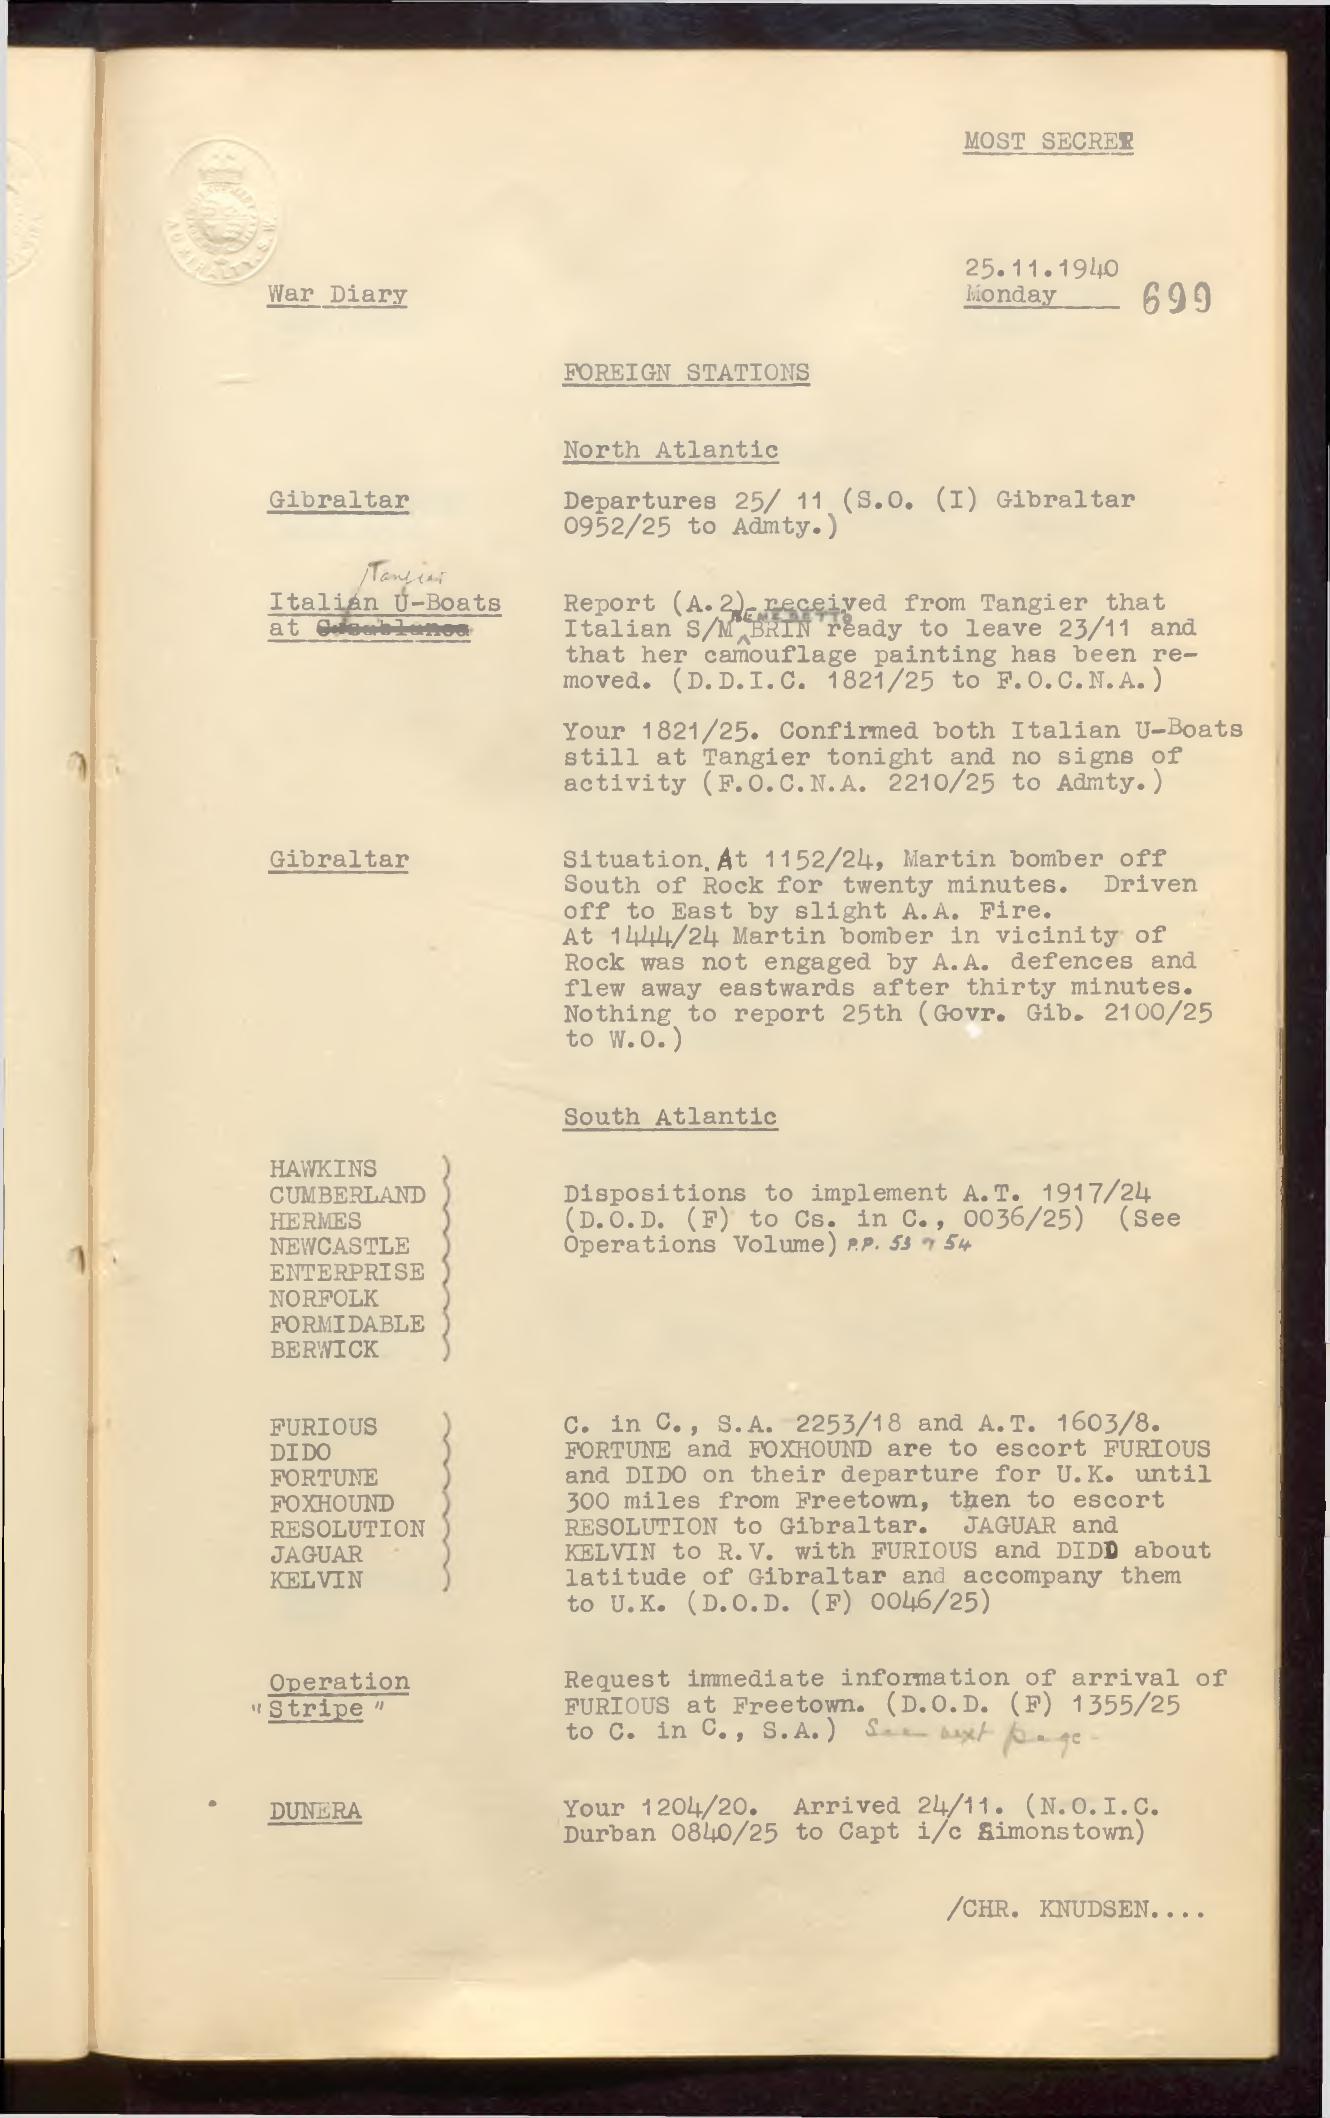 MOST SECRET
25.11.1940
War Diary
Monday 699
FOREIGN STATIONS
North Atlantic
Gibraltar
Departures 25/ 11 (S.O. (I) Gibraltar
0952/25 to Admty.)
Tangier
Italian U-Boats
at Casablanca
Report (A.2) received from Tangier that
BENEDETTO
Italian S/M BRIN ready to leave 23/11 and
that her camouflage painting has been re-
moved. (D.D.I.C. 1821/25 to F.O.C.N.A.)
Your 1821/25. Confirmed both Italian U-Boats
still at Tangier tonight and no signs of
activity (F.O.C.N.A. 2210/25 to Admty.)
Gibraltar
Situation. At 1152/24, Martin bomber off
South of Rock for twenty minutes. Driven
off to East by slight A.A. Fire.
At 1444/24 Martin bomber in vicinity of
Rock was not engaged by A.A. defences and
flew away eastwards after thirty minutes.
Nothing to report 25th (Govr. Gib. 2100/25
to W.O.)
South Atlantic
HAWKINS )
CUMBERLAND )
HERMES )
NEWCASTLE )
ENTERPRISE )
NORFOLK )
FORMIDABLE )
BERWICK )
Dispositions to implement A.T. 1917/24
(D.O.D. (F) to Cs. in C., 0036/25) (See
Operations Volume) P.P. 53 7 54
FURIOUS )
DIDO )
FORTUNE )
FOXHOUND )
RESOLUTION )
JAGUAR )
KELVIN )
C. in C., S.A. 2253/18 and A.T. 1603/8.
FORTUNE and FOXHOUND are to escort FURIOUS
and DIDO on their departure for U.K. until
300 miles from Freetown, then to escort
RESOLUTION to Gibraltar. JAGUAR and
KELVIN to R.V. with FURIOUS and DIDO about
latitude of Gibraltar and accompany them
to U.K. (D.O.D. (F) 0046/25)
Operation
"Stripe"
Request immediate information of arrival of
FURIOUS at Freetown. (D.O.D. (F) 1355/25
to C. in C., S.A.) See next page-
DUNERA
Your 1204/20. Arrived 24/11. (N.O.I.C.
Durban 0840/25 to Capt i/c Simonstown)
/CHR. KNUDSEN....